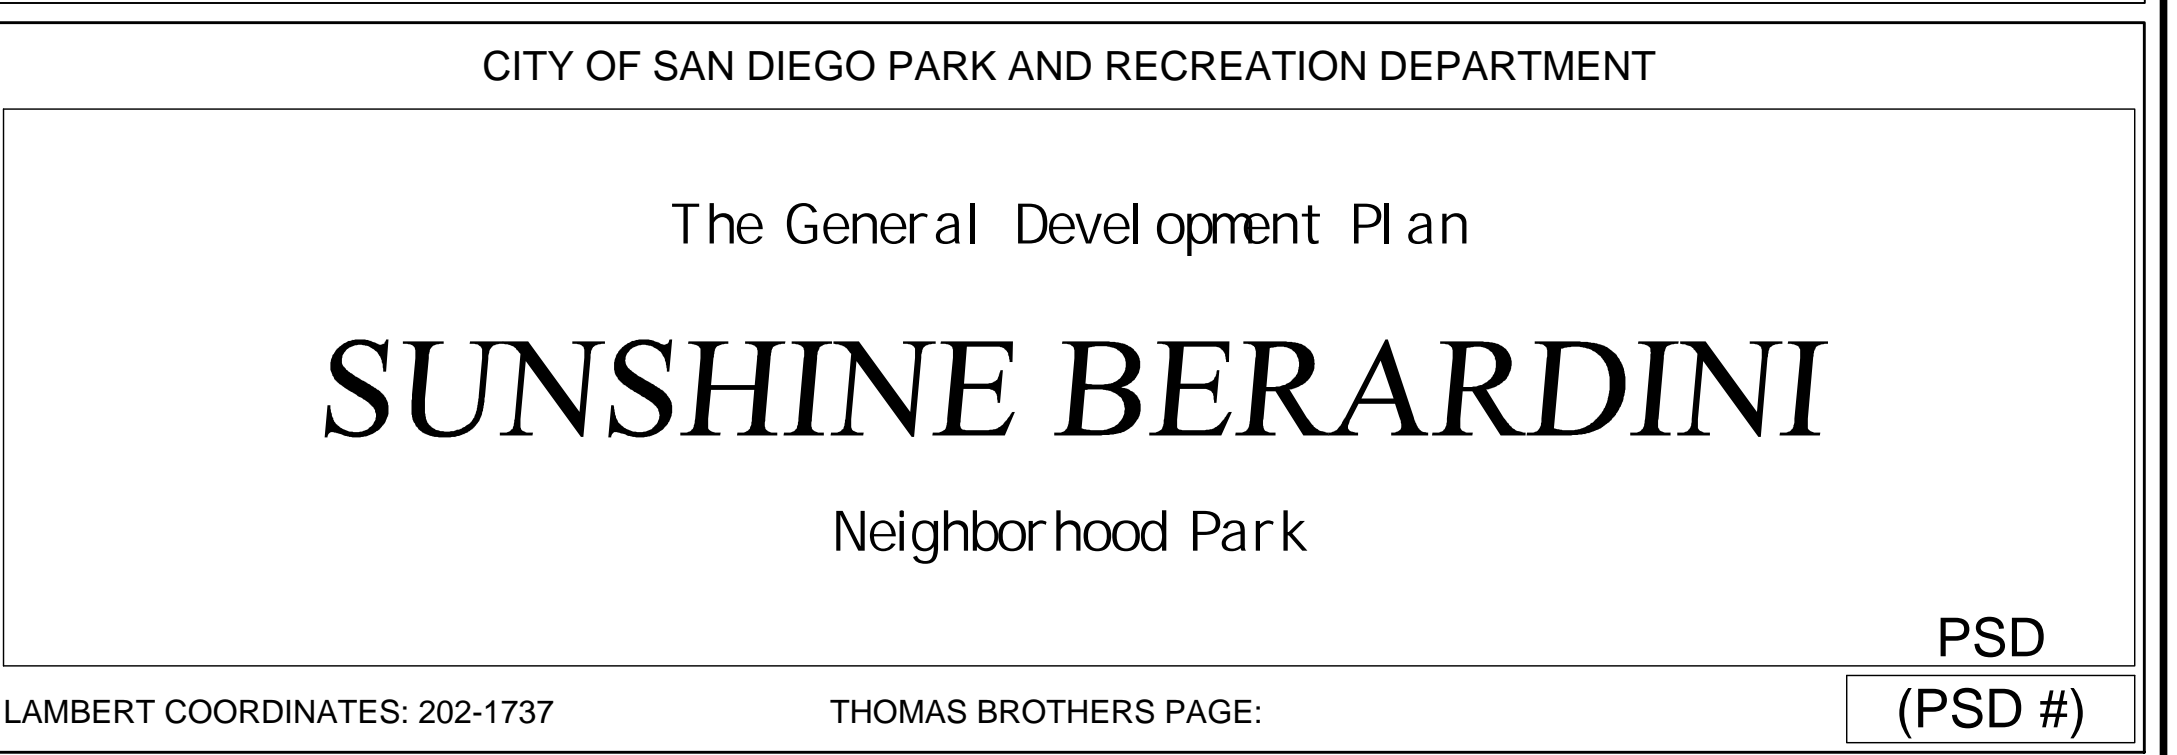 CITY OF SAN DIEGO PARK AND RECREATION DEPARTMENT
The General Development Plan
SUNSHINE BERARDINI
Neighborhood Park
PSD
LAMBERT COORDINATES: 202-1737 THOMAS BROTHERS PAGE: (PSD #)